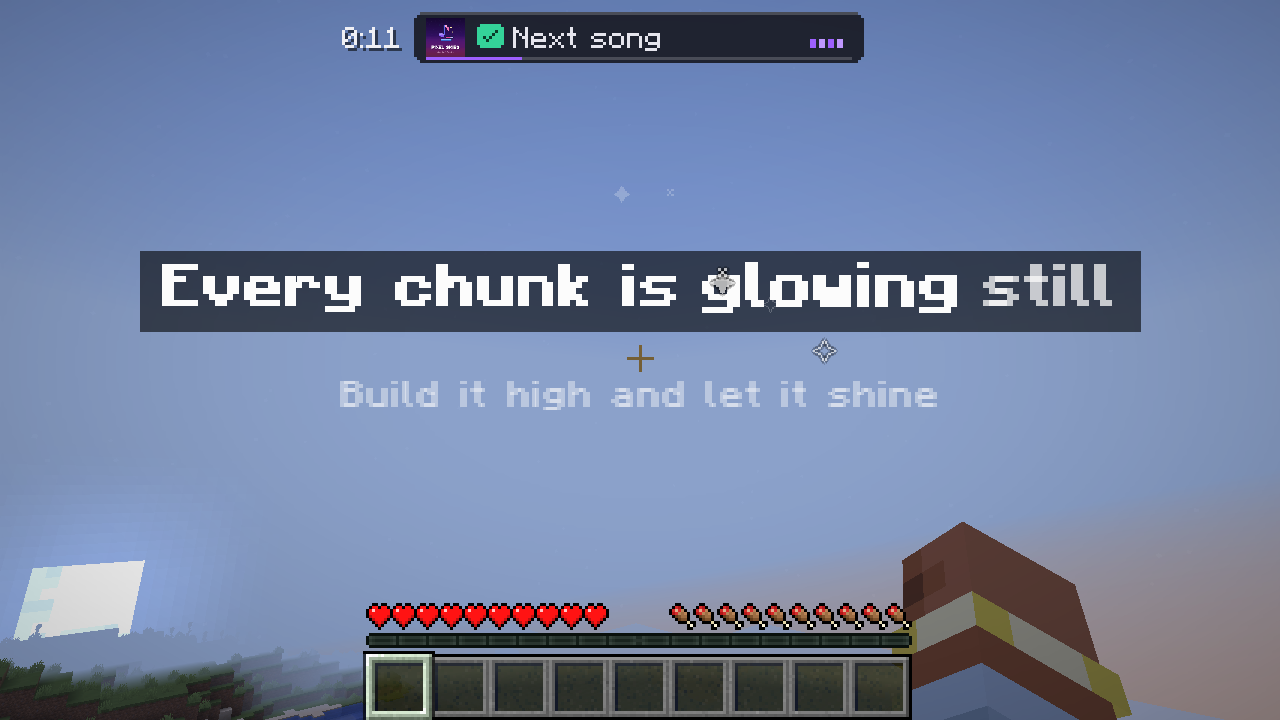 0:11
Next song
Every chunk is glowing still
Build it high and let it shine